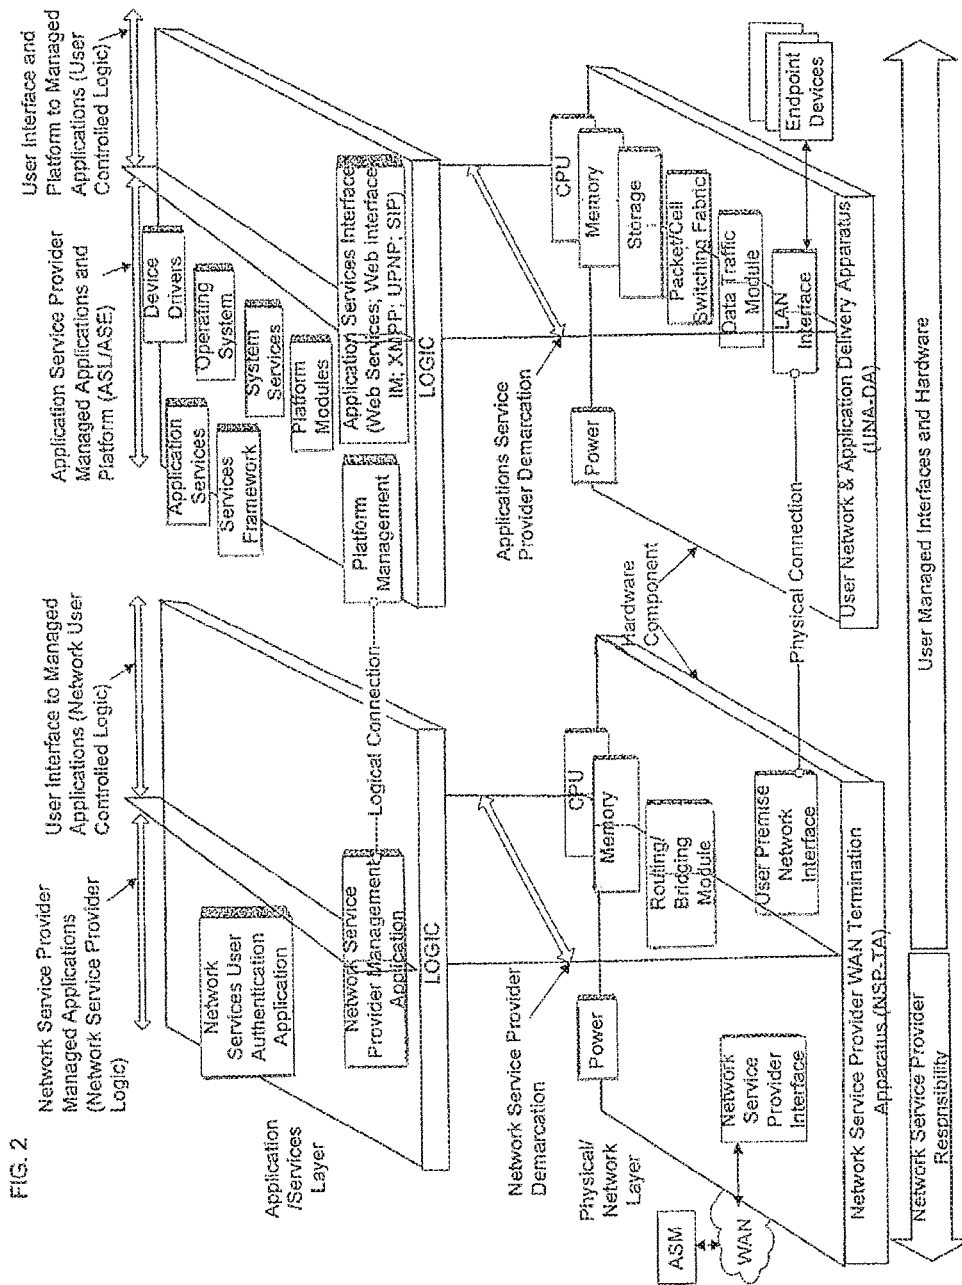 FIG. 2
Network Service Provider
Managed Applications
(Network Service Provider
Logic)
User Interface to Managed
Applications (Network User
Controlled Logic)
Application Service Provider
Managed Applications and
Platform (ASL/ASE)
User Interface and
Platform to Managed
Applications (User
Controlled Logic)
Application
/Services
Layer
Network
Services User
Authentication
Application
Network Service
Provider Management
Application
LOGIC
Logical Connection
Application
Services
Services
Framework
Device
Drivers
Operating
System
System
Services
Platform
Modules
Platform
Management
Application Services Interface
(Web Services; Web Interface
IM; XMPP; UPNP; SIP)
LOGIC
Network Service Provider
Demarcation
Applications Service
Provider Demarcation
Physical/
Network
Layer
Power
CPU
Memory
Routing/
Bridging
Module
User Premise
Network
Interface
Network
Service
Provider
Interface
ASM
WAN
Network Service Provider WAN Termination
Apparatus (NSP-TA)
Hardware
Component
Physical Connection
Power
CPU
Memory
Storage
Packet/Cell
Switching Fabric
Data Traffic
Module
LAN
Interface
Endpoint
Devices
User Network & Application Delivery Apparatus
(UNA-DA)
Network Service Provider
Respnsibility
User Managed Interfaces and Hardware